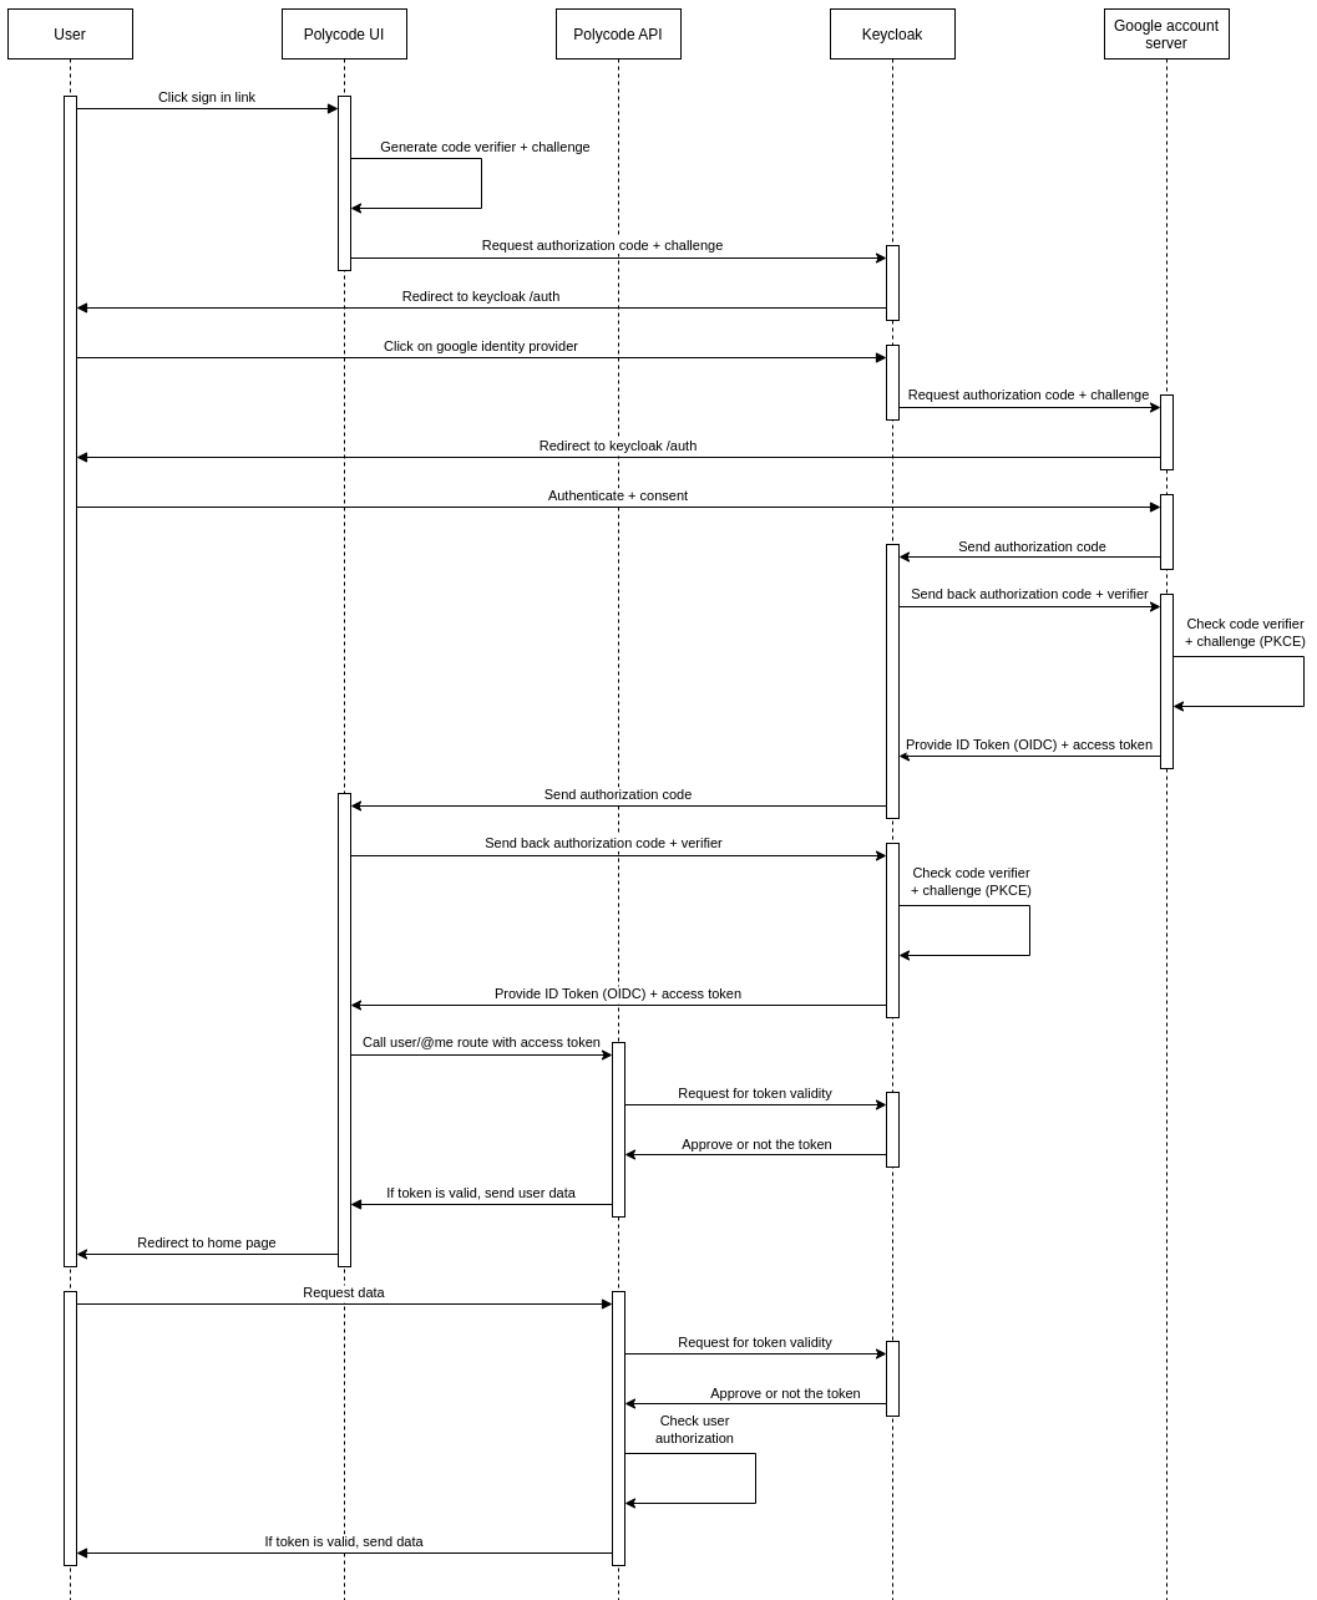 User
Polycode UI
Polycode API
Keycloak
Google account
server
Click sign in link
Generate code verifier + challenge
Request authorization code + challenge
Redirect to keycloak /auth
Click on google identity provider
Request authorization code + challenge
Redirect to keycloak /auth
Authenticate + consent
Send authorization code
Send back authorization code + verifier
Check code verifier
+ challenge (PKCE)
Provide ID Token (OIDC) + access token
Send authorization code
Send back authorization code + verifier
Check code verifier
+ challenge (PKCE)
Provide ID Token (OIDC) + access token
Call user/@me route with access token
Request for token validity
Approve or not the token
If token is valid, send user data
Redirect to home page
Request data
Request for token validity
Approve or not the token
Check user
authorization
If token is valid, send data